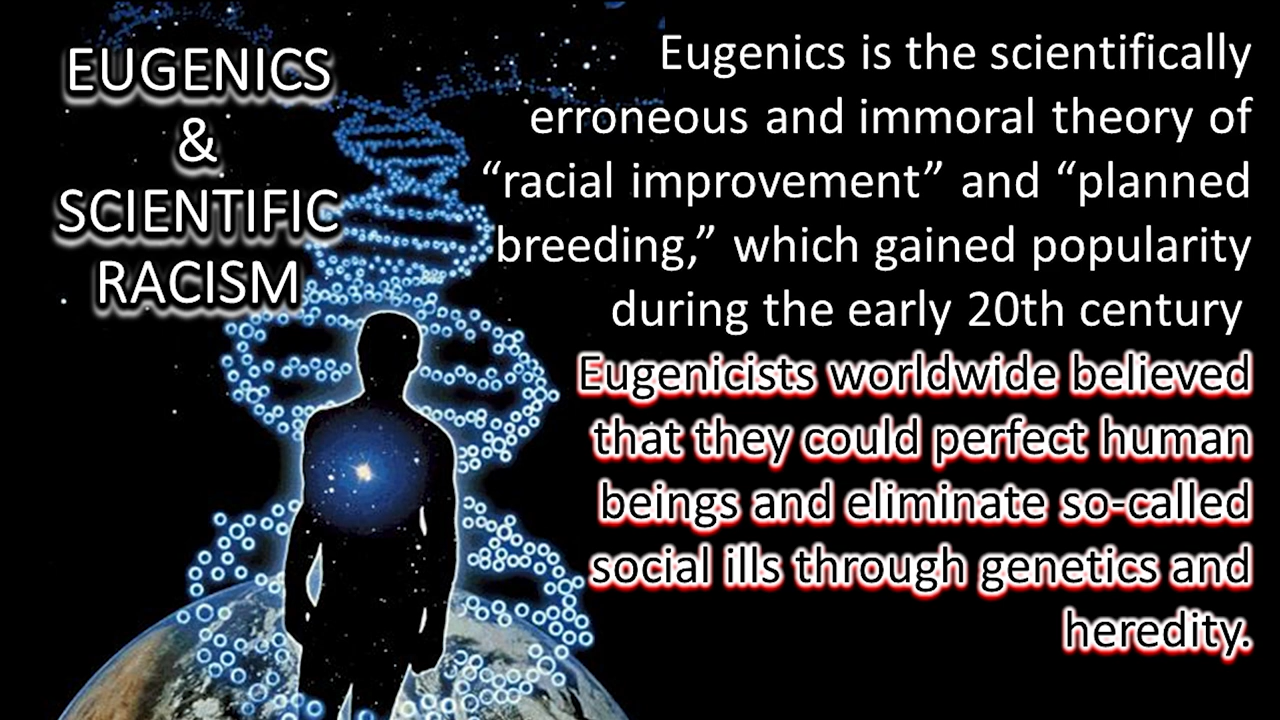 EUGENICS
&
SCIENTIFIC
RACISM
Eugenics is the scientifically
erroneous and immoral theory of
“racial improvement” and “planned
breeding,” which gained popularity
during the early 20th century
Eugenicists worldwide believed
that they could perfect human
beings and eliminate so-called
social ills through genetics and
heredity.